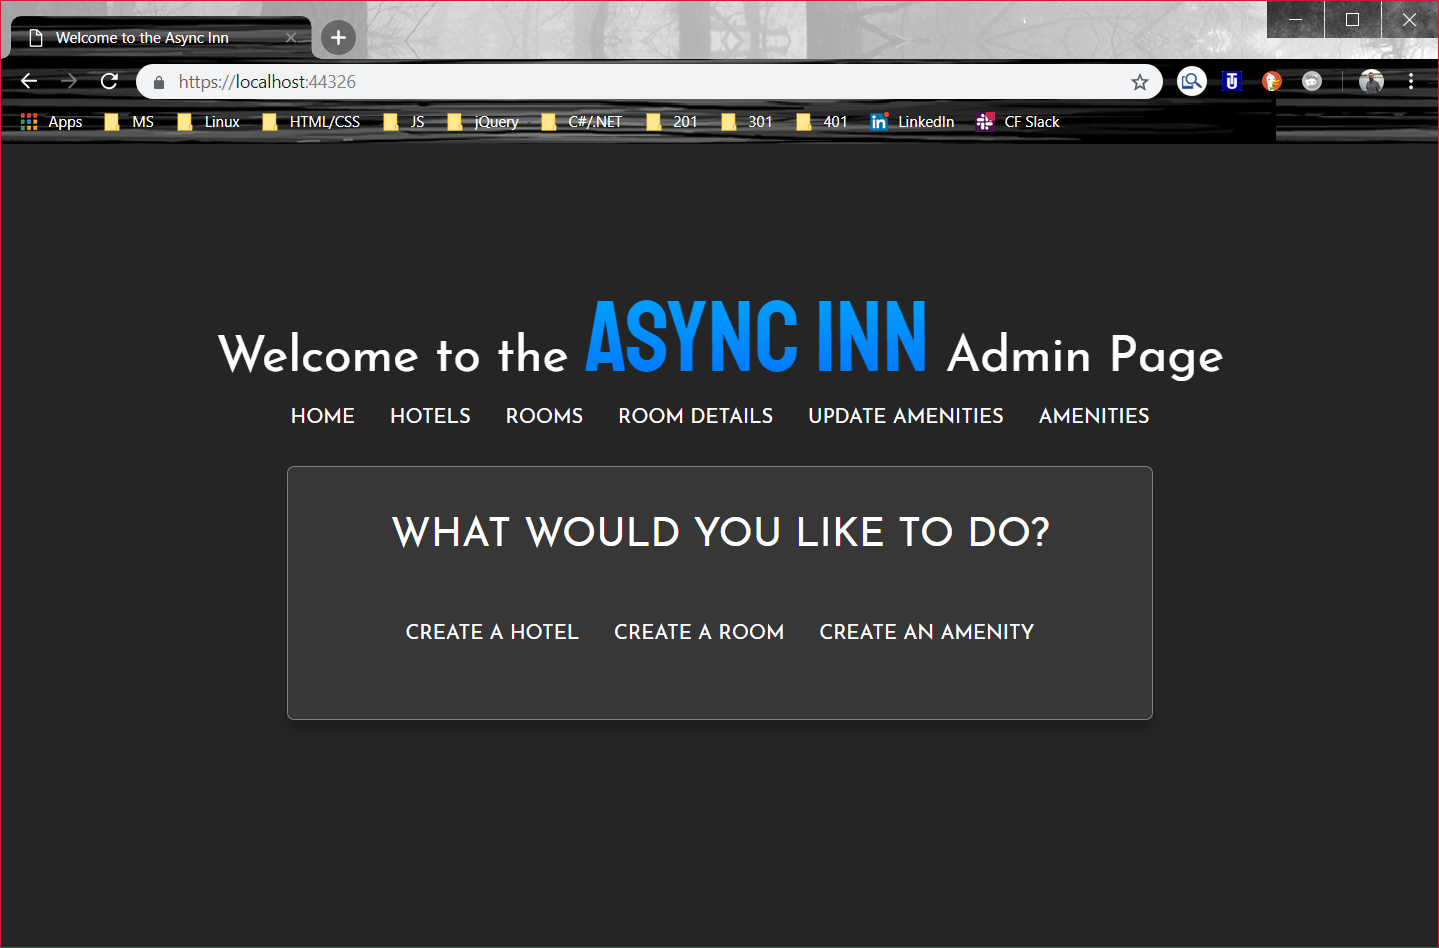 Welcome to the Async Inn
https://localhost:44326
Apps MS Linux HTML/CSS JS jQuery C#/.NET 201 301 401 LinkedIn CF Slack
Welcome to the ASYNC INN Admin Page
HOME HOTELS ROOMS ROOM DETAILS UPDATE AMENITIES AMENITIES
WHAT WOULD YOU LIKE TO DO?
CREATE A HOTEL CREATE A ROOM CREATE AN AMENITY